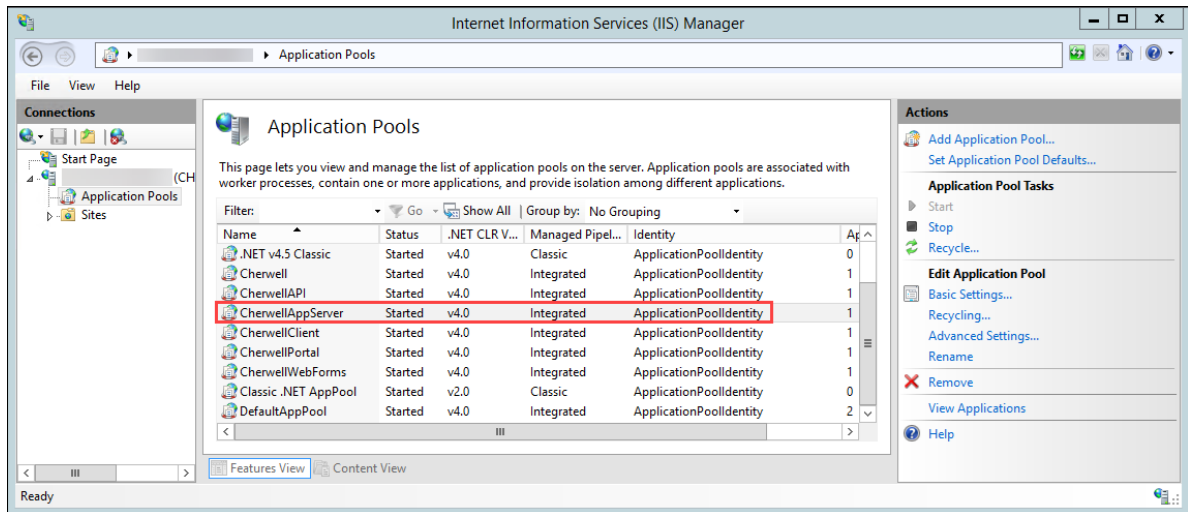 Internet Information Services (IIS) Manager
Application Pools
File View Help
Connections
Start Page
(CH
Application Pools
Sites
Application Pools
This page lets you view and manage the list of application pools on the server. Application pools are associated with
worker processes, contain one or more applications, and provide isolation among different applications.
Filter: Go Show All Group by: No Grouping
Name Status .NET CLR V... Managed Pipel... Identity Ap
.NET v4.5 Classic Started v4.0 Classic ApplicationPoolIdentity 0
Cherwell Started v4.0 Integrated ApplicationPoolIdentity 1
CherwellAPI Started v4.0 Integrated ApplicationPoolIdentity 1
CherwellAppServer Started v4.0 Integrated ApplicationPoolIdentity 1
CherwellClient Started v4.0 Integrated ApplicationPoolIdentity 1
CherwellPortal Started v4.0 Integrated ApplicationPoolIdentity 1
CherwellWebForms Started v4.0 Integrated ApplicationPoolIdentity 1
Classic .NET AppPool Started v2.0 Classic ApplicationPoolIdentity 0
DefaultAppPool Started v4.0 Integrated ApplicationPoolIdentity 2
Features View Content View
Actions
Add Application Pool...
Set Application Pool Defaults...
Application Pool Tasks
Start
Stop
Recycle...
Edit Application Pool
Basic Settings...
Recycling...
Advanced Settings...
Rename
Remove
View Applications
Help
Ready